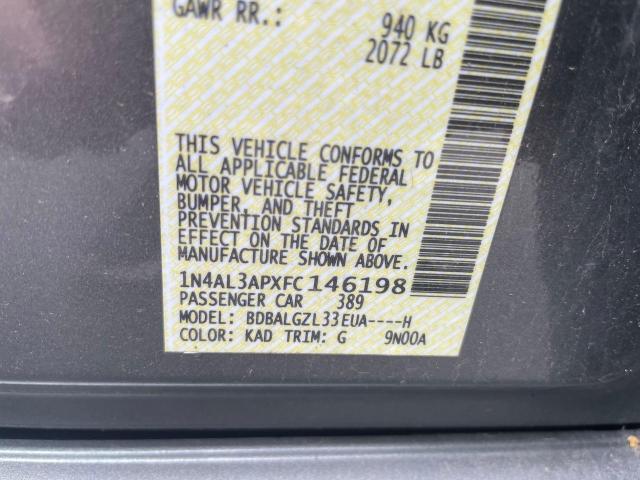 GAWR RR.: 940 KG
2072 LB
THIS VEHICLE CONFORMS TO
ALL APPLICABLE FEDERAL
MOTOR VEHICLE SAFETY,
BUMPER, AND THEFT
PREVENTION STANDARDS IN
EFFECT ON THE DATE OF
MANUFACTURE SHOWN ABOVE.
1N4AL3APXFC146198
PASSENGER CAR 389
MODEL: BDBALGZL33EUA----H
COLOR: KAD TRIM: G 9N00A